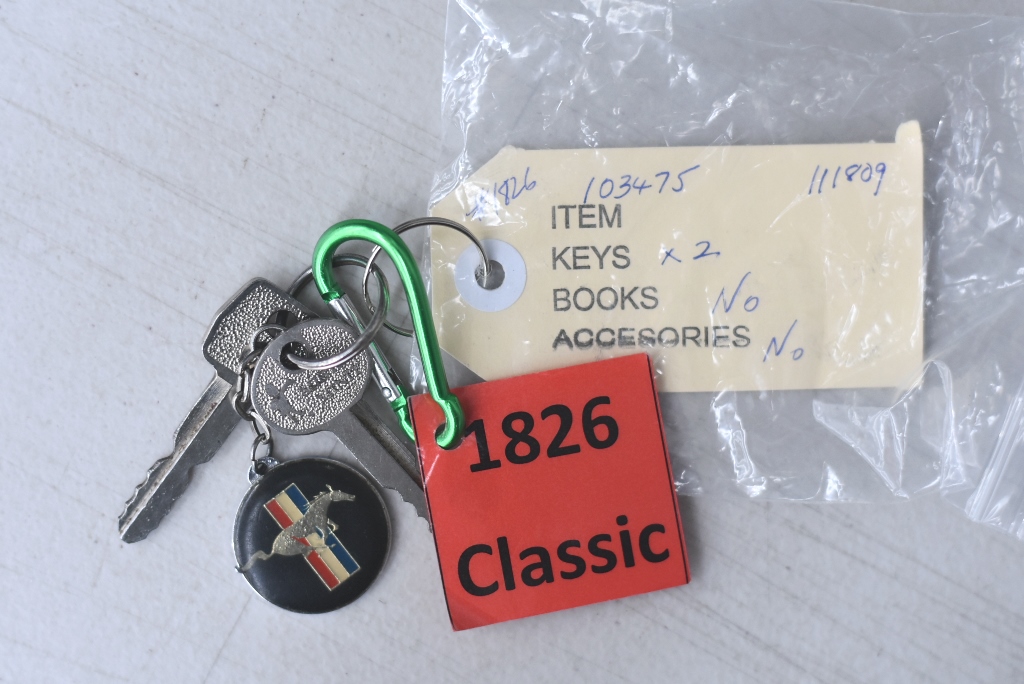 1826 103475 111809
ITEM
KEYS x 2
BOOKS No
ACCESORIES No
1826
Classic